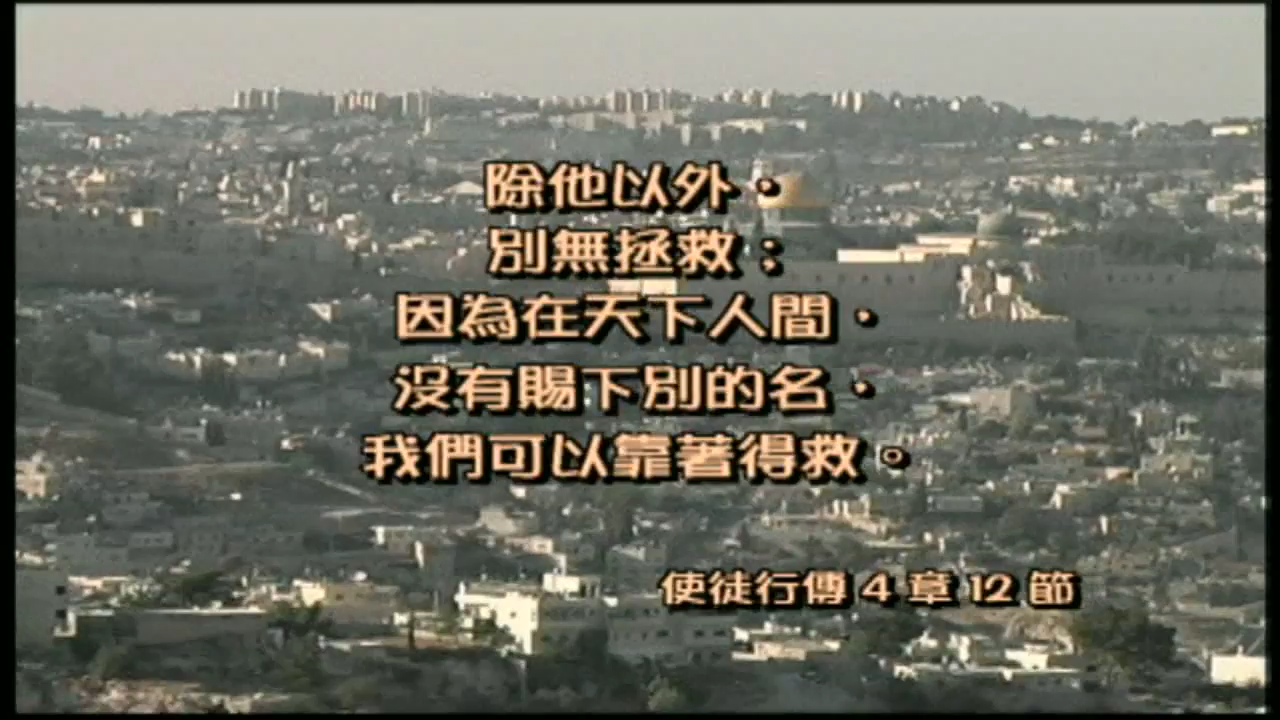 除他以外，
別無拯救；
因為在天下人間，
沒有賜下別的名，
我們可以靠著得救。
使徒行傳 4 章 12 節